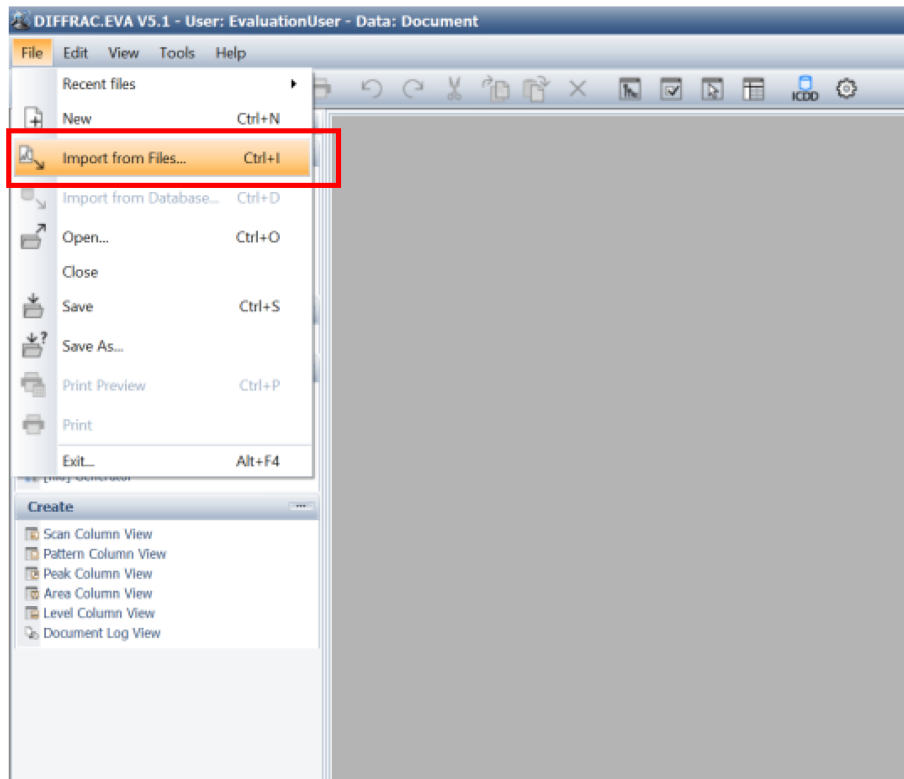 DIFFRAC.EVA V5.1 - User: EvaluationUser - Data: Document
File Edit View Tools Help
ICDD
Recent files
New Ctrl+N
Import from Files... Ctrl+I
Import from Database... Ctrl+D
Open... Ctrl+O
Close
Save Ctrl+S
Save As...
Print Preview Ctrl+P
Print
Exit... Alt+F4
Generator
Create
Scan Column View
Pattern Column View
Peak Column View
Area Column View
Level Column View
Document Log View